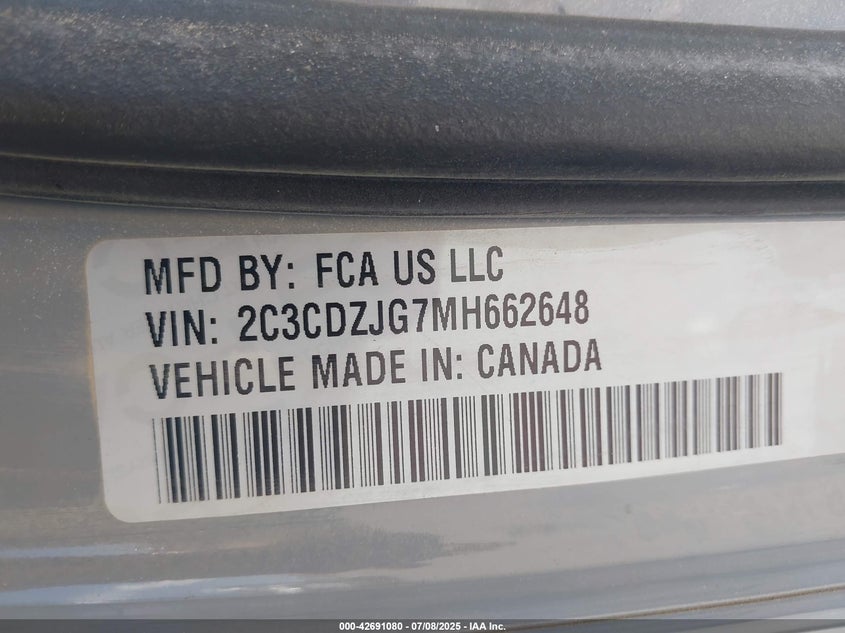 MFD BY: FCA US LLC
VIN: 2C3CDZJG7MH662648
VEHICLE MADE IN: CANADA
000-42691080 - 07/08/2025 - IAA Inc.